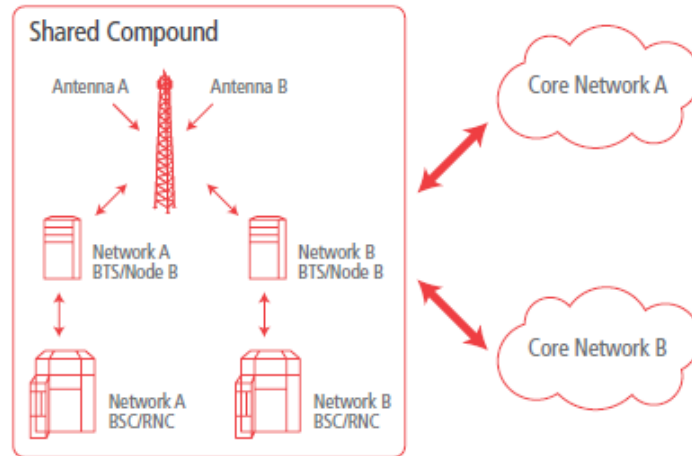 Shared Compound
Antenna A
Antenna B
Network A
BTS/Node B
Network B
BTS/Node B
Network A
BSC/RNC
Network B
BSC/RNC
Core Network A
Core Network B